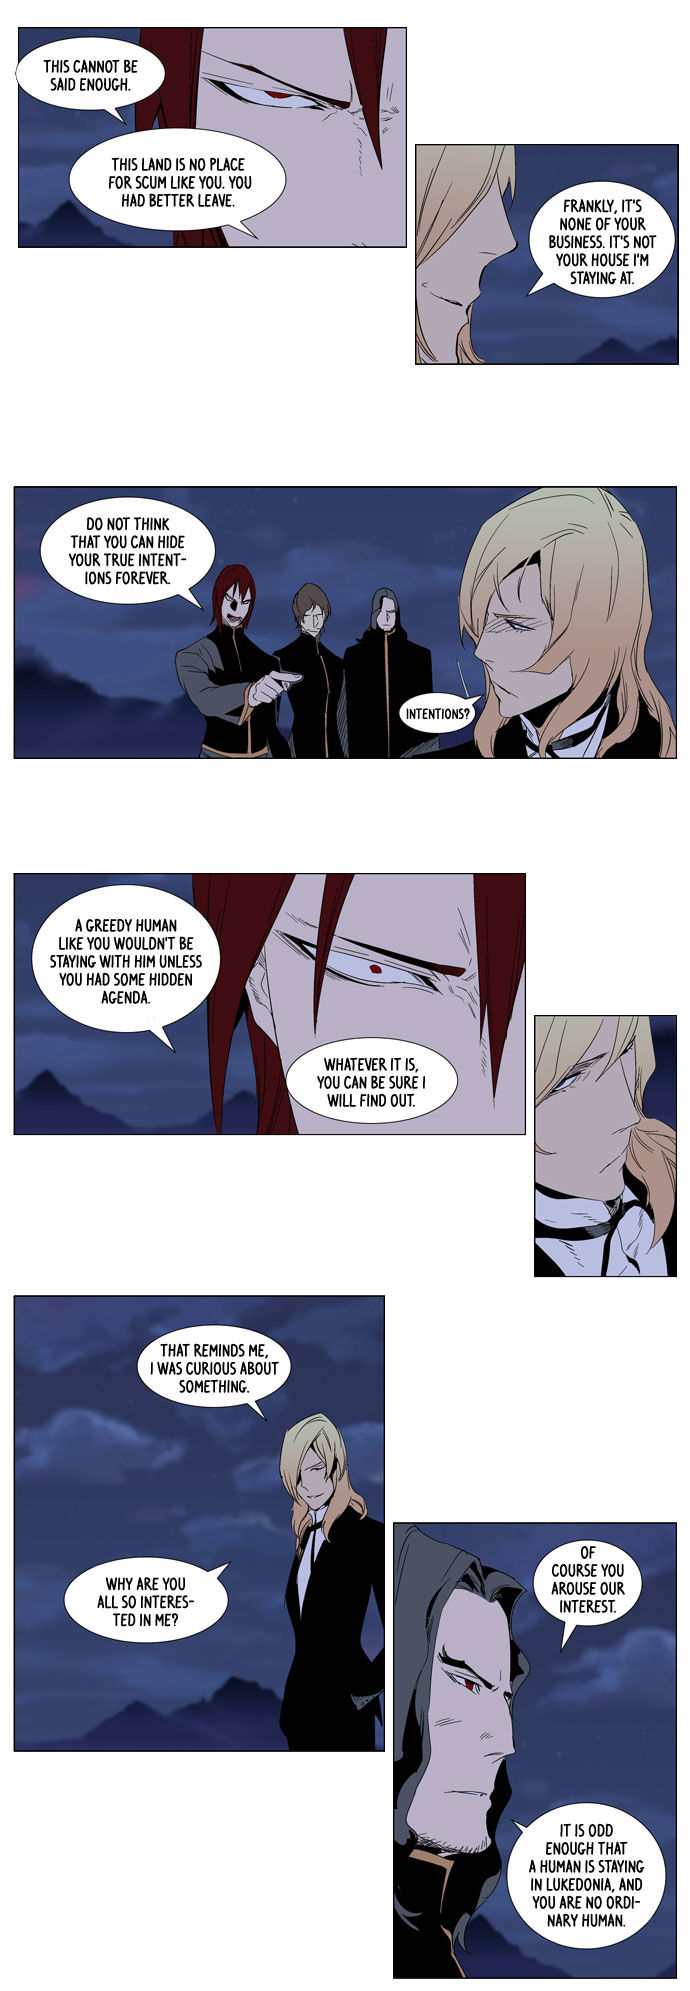 THIS CANNOT BE
SAID ENOUGH.
THIS LAND IS NO PLACE
FOR SCUM LIKE YOU. YOU
HAD BETTER LEAVE.
FRANKLY, IT'S
NONE OF YOUR
BUSINESS. IT'S NOT
YOUR HOUSE I'M
STAYING AT.
DO NOT THINK
THAT YOU CAN HIDE
YOUR TRUE INTENT-
IONS FOREVER.
INTENTIONS?
A GREEDY HUMAN
LIKE YOU WOULDN'T BE
STAYING WITH HIM UNLESS
YOU HAD SOME HIDDEN
AGENDA.
WHATEVER IT IS,
YOU CAN BE SURE I
WILL FIND OUT.
THAT REMINDS ME,
I WAS CURIOUS ABOUT
SOMETHING.
WHY ARE YOU
ALL SO INTERES-
TED IN ME?
OF
COURSE YOU
AROUSE OUR
INTEREST.
IT IS ODD
ENOUGH THAT
A HUMAN IS STAYING
IN LUKEDONIA, AND
YOU ARE NO ORDI-
NARY HUMAN.